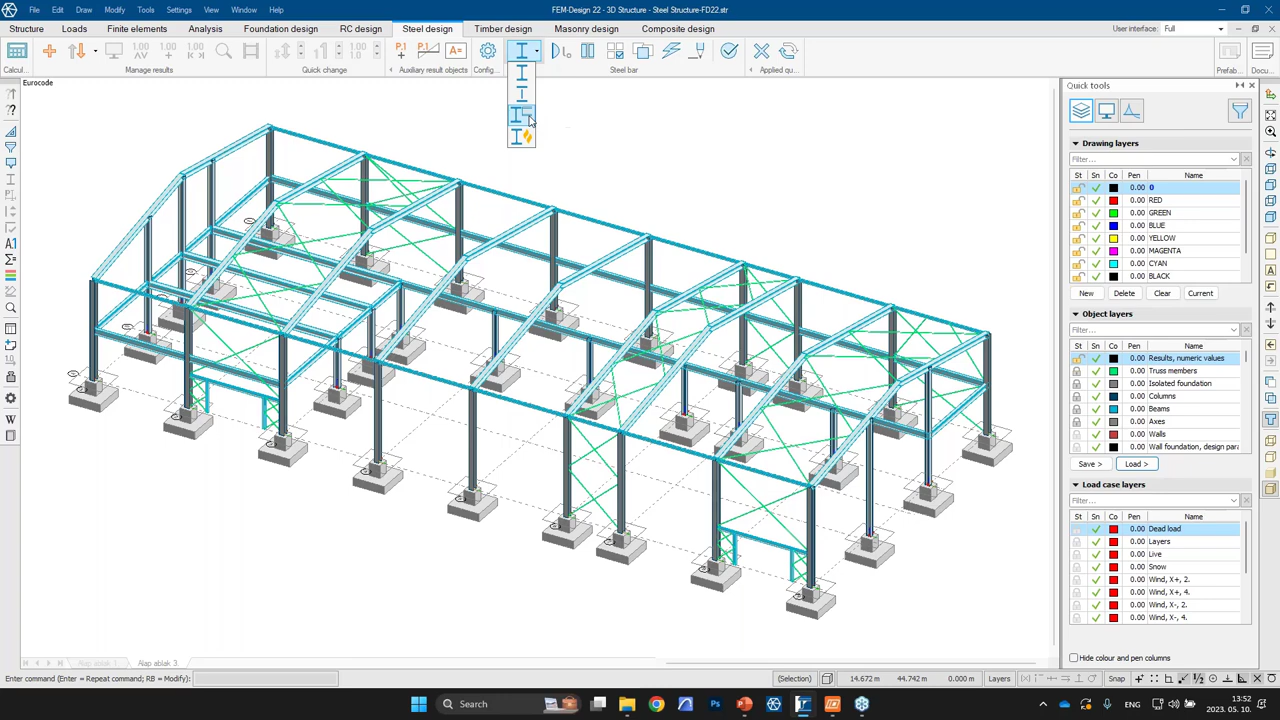 File Edit Draw Modify Tools Settings View Window Help
FEM-Design 22 - 3D Structure - Steel Structure-FD22.str
Structure Loads Finite elements Analysis Foundation design RC design Steel design Timber design Masonry design Composite design
User interface: Full
Calcul... Manage results Quick change Auxiliary result objects Config... Steel bar Applied qu... Prefab... Docu...
Eurocode
Quick tools
Drawing layers
Filter...
St Sn Co Pen Name
0.00 0
0.00 RED
0.00 GREEN
0.00 BLUE
0.00 YELLOW
0.00 MAGENTA
0.00 CYAN
0.00 BLACK
New Delete Clear Current
Object layers
Filter...
St Sn Co Pen Name
0.00 Results, numeric values
0.00 Truss members
0.00 Isolated foundation
0.00 Columns
0.00 Beams
0.00 Axes
0.00 Walls
0.00 Wall foundation, design para
Save > Load >
Load case layers
Filter...
St Sn Co Pen Name
0.00 Dead load
0.00 Layers
0.00 Live
0.00 Snow
0.00 Wind, X+, 2.
0.00 Wind, X+, 4.
0.00 Wind, X-, 2.
0.00 Wind, X-, 4.
Hide colour and pen columns
Alap ablak 1 Alap ablak 3
Enter command (Enter = Repeat command; RB = Modify):
(Selection) 14.672 m 44.742 m 0.000 m Layers Snap
Search
ENG
13:52
2023. 05. 10.